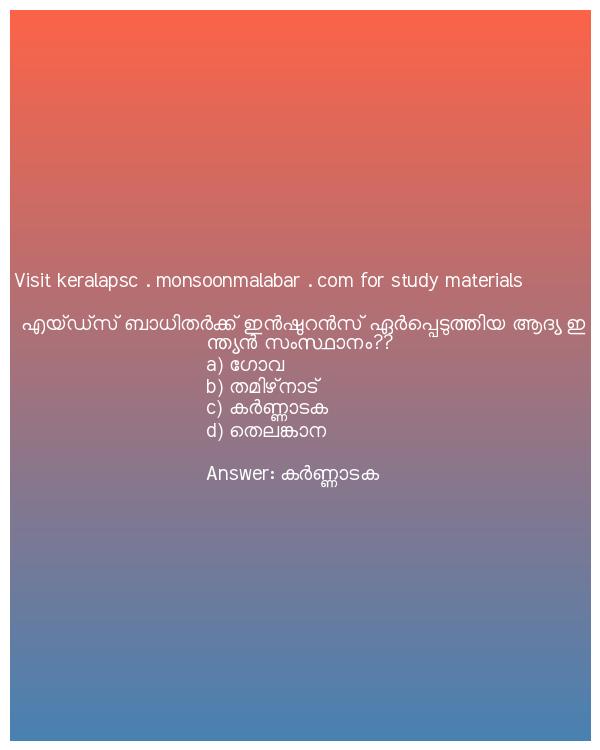 Visit keralapsc . monsoonmalabar . com for study materials
എയ്ഡ്സ് ബാധിതർക്ക് ഇൻഷുറൻസ് ഏർപ്പെടുത്തിയ ആദ്യ ഇ
ന്ത്യൻ സംസ്ഥാനം??
a) ഗോവ
b) തമിഴ്നാട്
c) കർണ്ണാടക
d) തെലങ്കാന
Answer: കർണ്ണാടക